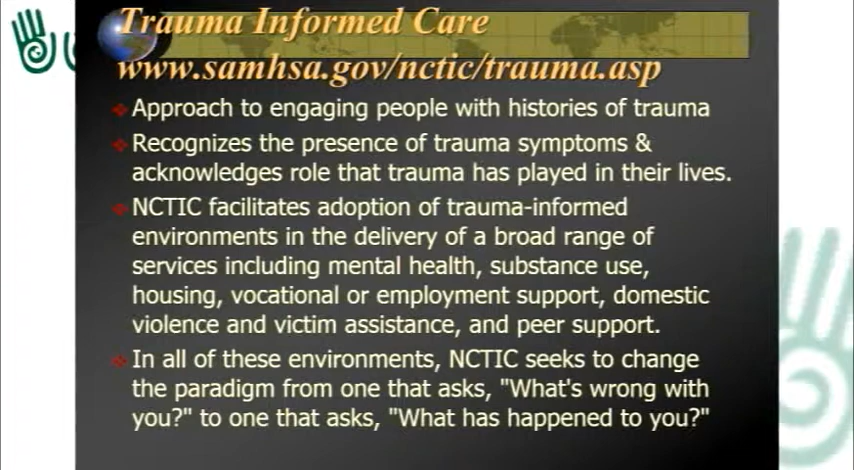 Trauma Informed Care
www.samhsa.gov/nctic/trauma.asp
Approach to engaging people with histories of trauma
Recognizes the presence of trauma symptoms &
acknowledges role that trauma has played in their lives.
NCTIC facilitates adoption of trauma-informed
environments in the delivery of a broad range of
services including mental health, substance use,
housing, vocational or employment support, domestic
violence and victim assistance, and peer support.
In all of these environments, NCTIC seeks to change
the paradigm from one that asks, "What's wrong with
you?" to one that asks, "What has happened to you?"